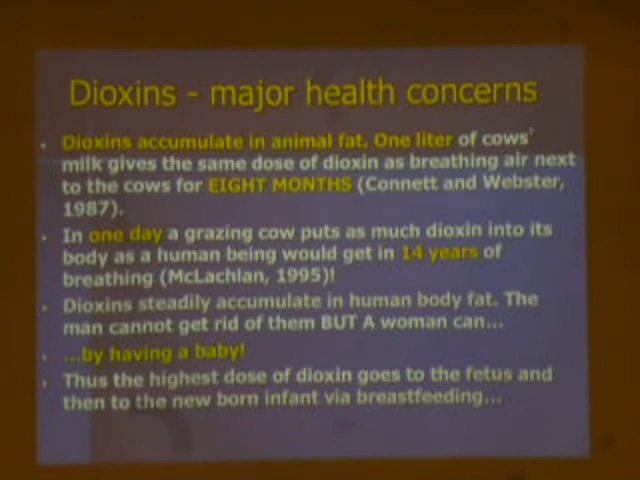 Dioxins - major health concerns
• Dioxins accumulate in animal fat. One liter of cows'
milk gives the same dose of dioxin as breathing air next
to the cows for EIGHT MONTHS (Connett and Webster,
1987).
• In one day a grazing cow puts as much dioxin into its
body as a human being would get in 14 years of
breathing (McLachlan, 1995)!
• Dioxins steadily accumulate in human body fat. The
man cannot get rid of them BUT A woman can...
• ...by having a baby!
• Thus the highest dose of dioxin goes to the fetus and
then to the new born infant via breastfeeding...